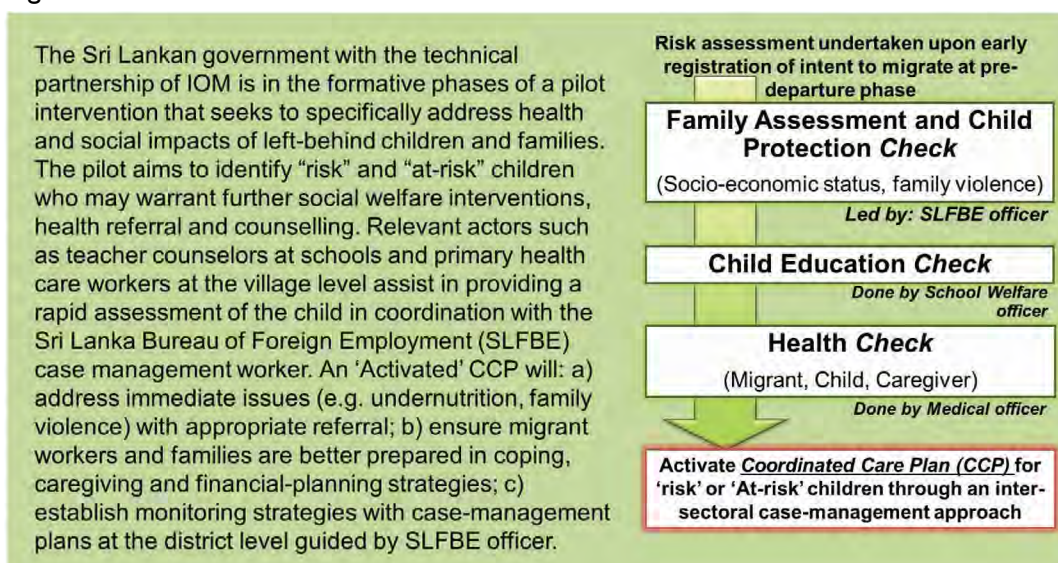 The Sri Lankan government with the technical
partnership of IOM is in the formative phases of a pilot
intervention that seeks to specifically address health
and social impacts of left-behind children and families.
The pilot aims to identify “risk” and “at-risk” children
who may warrant further social welfare interventions,
health referral and counselling. Relevant actors such
as teacher counselors at schools and primary health
care workers at the village level assist in providing a
rapid assessment of the child in coordination with the
Sri Lanka Bureau of Foreign Employment (SLFBE)
case management worker. An ‘Activated’ CCP will: a)
address immediate issues (e.g. undernutrition, family
violence) with appropriate referral; b) ensure migrant
workers and families are better prepared in coping,
caregiving and financial-planning strategies; c)
establish monitoring strategies with case-management
plans at the district level guided by SLFBE officer.
Risk assessment undertaken upon early
registration of intent to migrate at pre-
departure phase
Family Assessment and Child
Protection Check
(Socio-economic status, family violence)
Led by: SLFBE officer
Child Education Check
Done by School Welfare
officer
Health Check
(Migrant, Child, Caregiver)
Done by Medical officer
Activate Coordinated Care Plan (CCP) for
‘risk’ or ‘At-risk’ children through an inter-
sectoral case-management approach